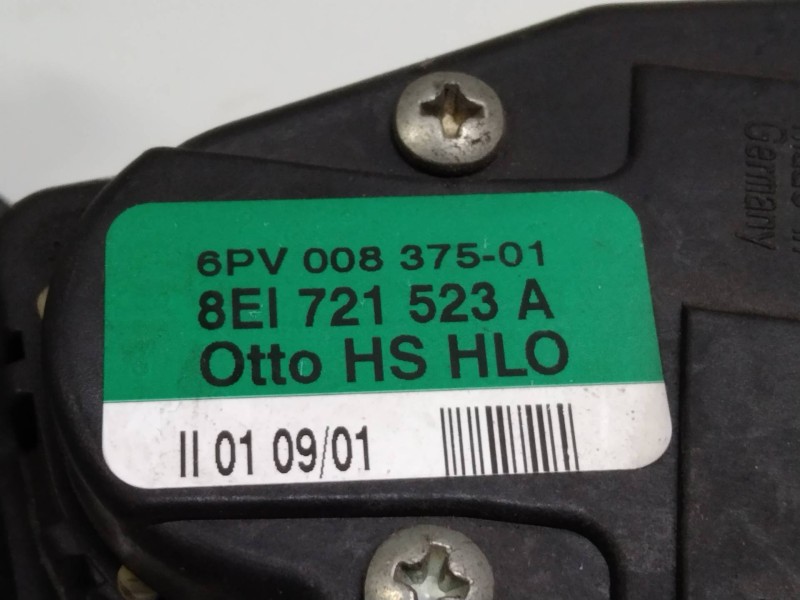 6PV 008 375-01
8EI 721 523 A
Otto HS HLO
II 01 09/01
Germany